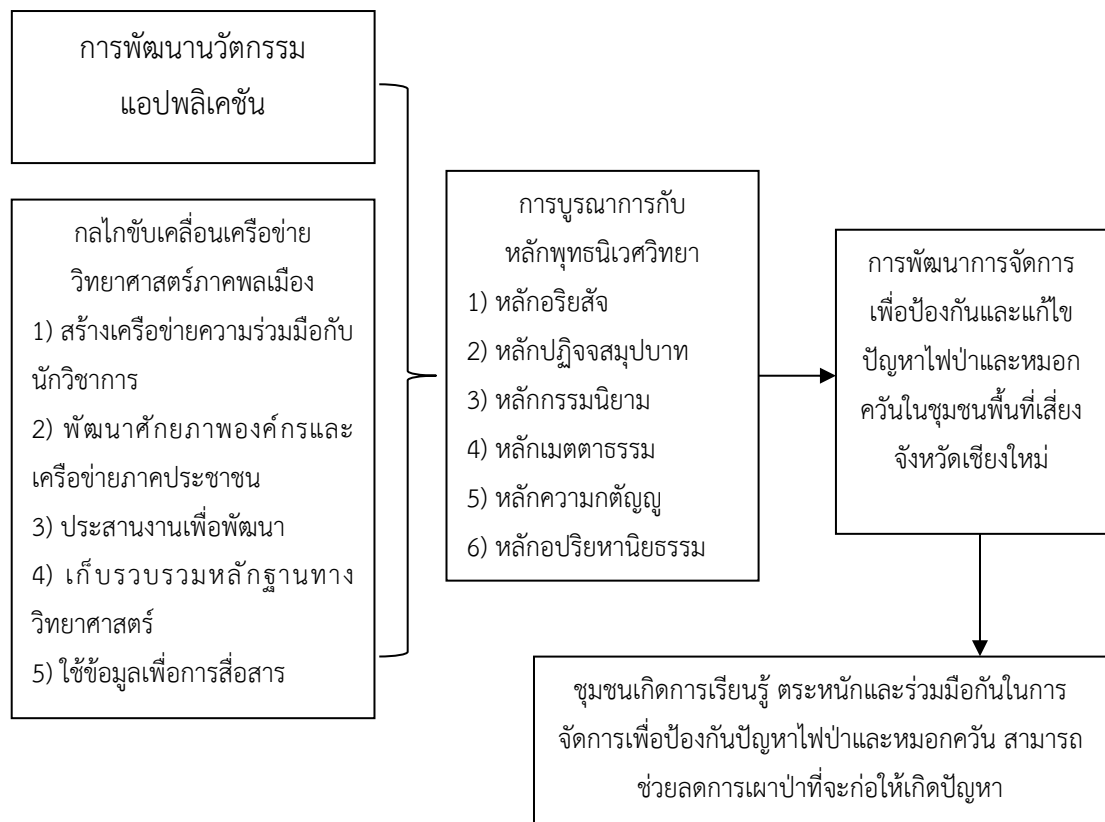 การพัฒนานวัตกรรม
แอปพลิเคชัน
กลไกขับเคลื่อนเครือข่าย
วิทยาศาสตร์ภาคพลเมือง
1) สร้างเครือข่ายความร่วมมือกับ
นักวิชาการ
2) พัฒนาศักยภาพองค์กรและ
เครือข่ายภาคประชาชน
3) ประสานงานเพื่อพัฒนา
4) เก็บรวบรวมหลักฐานทาง
วิทยาศาสตร์
5) ใช้ข้อมูลเพื่อการสื่อสาร
การบูรณาการกับ
หลักพุทธนิเวศวิทยา
1) หลักอริยสัจ
2) หลักปฏิจจสมุปบาท
3) หลักกรรมนิยาม
4) หลักเมตตาธรรม
5) หลักความกตัญญู
6) หลักอปริยหานิยธรรม
การพัฒนาการจัดการ
เพื่อป้องกันและแก้ไข
ปัญหาไฟป่าและหมอก
ควันในชุมชนพื้นที่เสี่ยง
จังหวัดเชียงใหม่
ชุมชนเกิดการเรียนรู้ ตระหนักและร่วมมือกันในการ
จัดการเพื่อป้องกันปัญหาไฟป่าและหมอกควัน สามารถ
ช่วยลดการเผาป่าที่จะก่อให้เกิดปัญหา